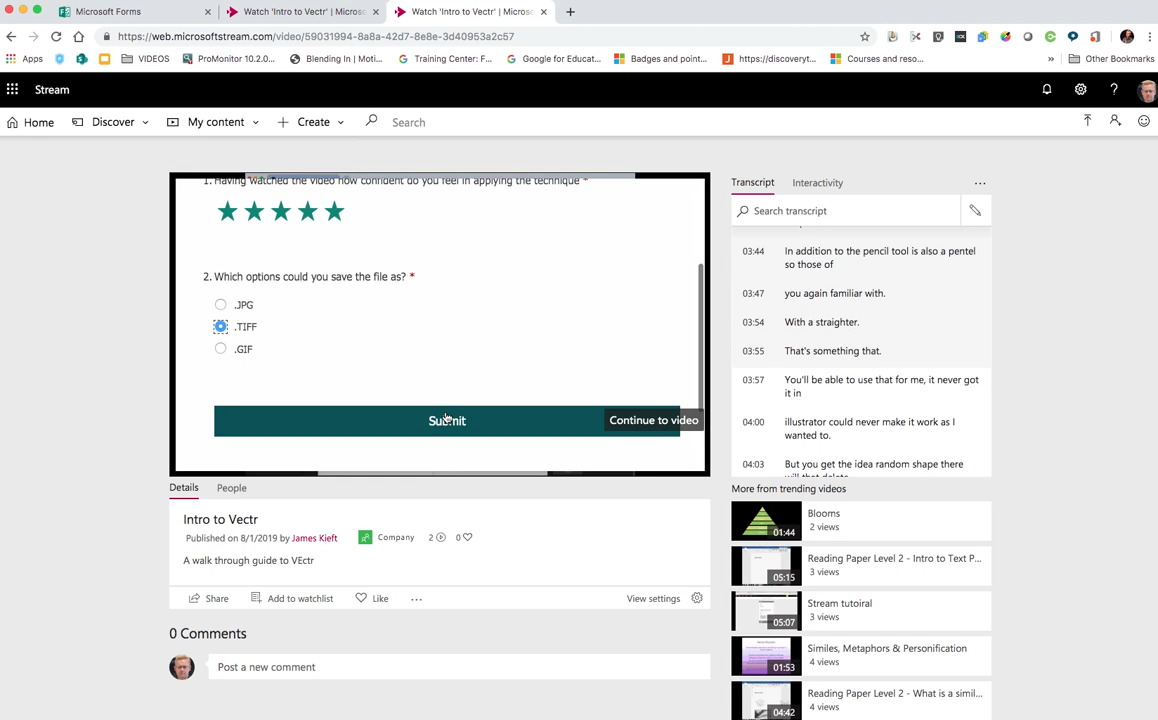 Microsoft Forms
Watch 'Intro to Vectr' | Microso
Watch 'Intro to Vectr' | Microso
https://web.microsoftstream.com/video/59031994-8a8a-42d7-8e8e-3d40953a2c57
Apps
VIDEOS
ProMonitor 10.2.0...
Blending In | Moti...
Training Center: F...
Google for Educat...
Badges and point...
https://discoveryt...
Courses and reso...
»
Other Bookmarks
Stream
Home
Discover
My content
Create
Search
1. Having watched the video how confident do you feel in applying the technique *
2. Which options could you save the file as? *
.JPG
.TIFF
.GIF
Submit
Continue to video
Transcript
Interactivity
Search transcript
03:44 In addition to the pencil tool is also a pentel
so those of
03:47 you again familiar with.
03:54 With a straighter.
03:55 That's something that.
03:57 You'll be able to use that for me, it never got
it in
04:00 illustrator could never make it work as I
wanted to.
04:03 But you get the idea random shape there
Details
People
Intro to Vectr
Published on 8/1/2019 by James Kieft
Company
2
0
A walk through guide to VEctr
Share
Add to watchlist
Like
...
View settings
0 Comments
Post a new comment
More from trending videos
01:44
Blooms
2 views
05:15
Reading Paper Level 2 - Intro to Text P...
3 views
05:07
Stream tutoiral
3 views
01:53
Similes, Metaphors & Personification
4 views
04:42
Reading Paper Level 2 - What is a simil...
4 views